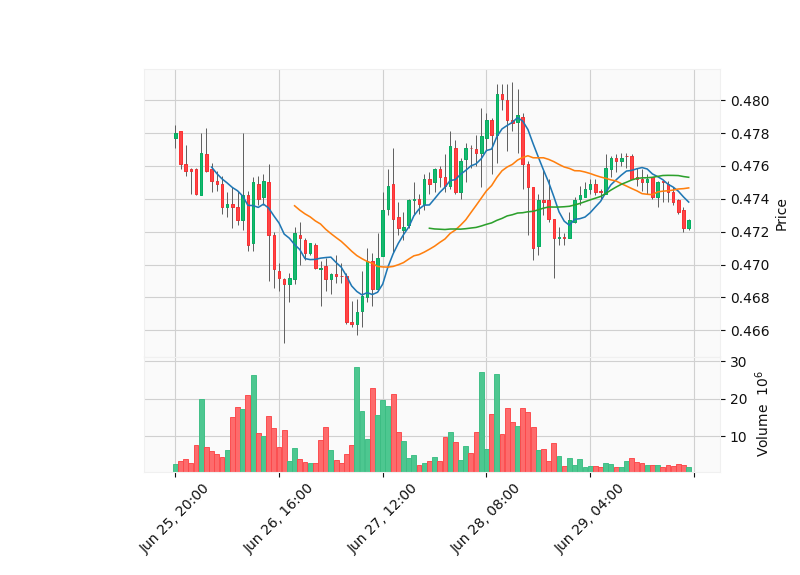 0.480
0.478
0.476
0.474
0.472
0.470
0.468
0.466
Price
30
20
10
Volume 10^6
Jun 25, 20:00
Jun 26, 16:00
Jun 27, 12:00
Jun 28, 08:00
Jun 29, 04:00